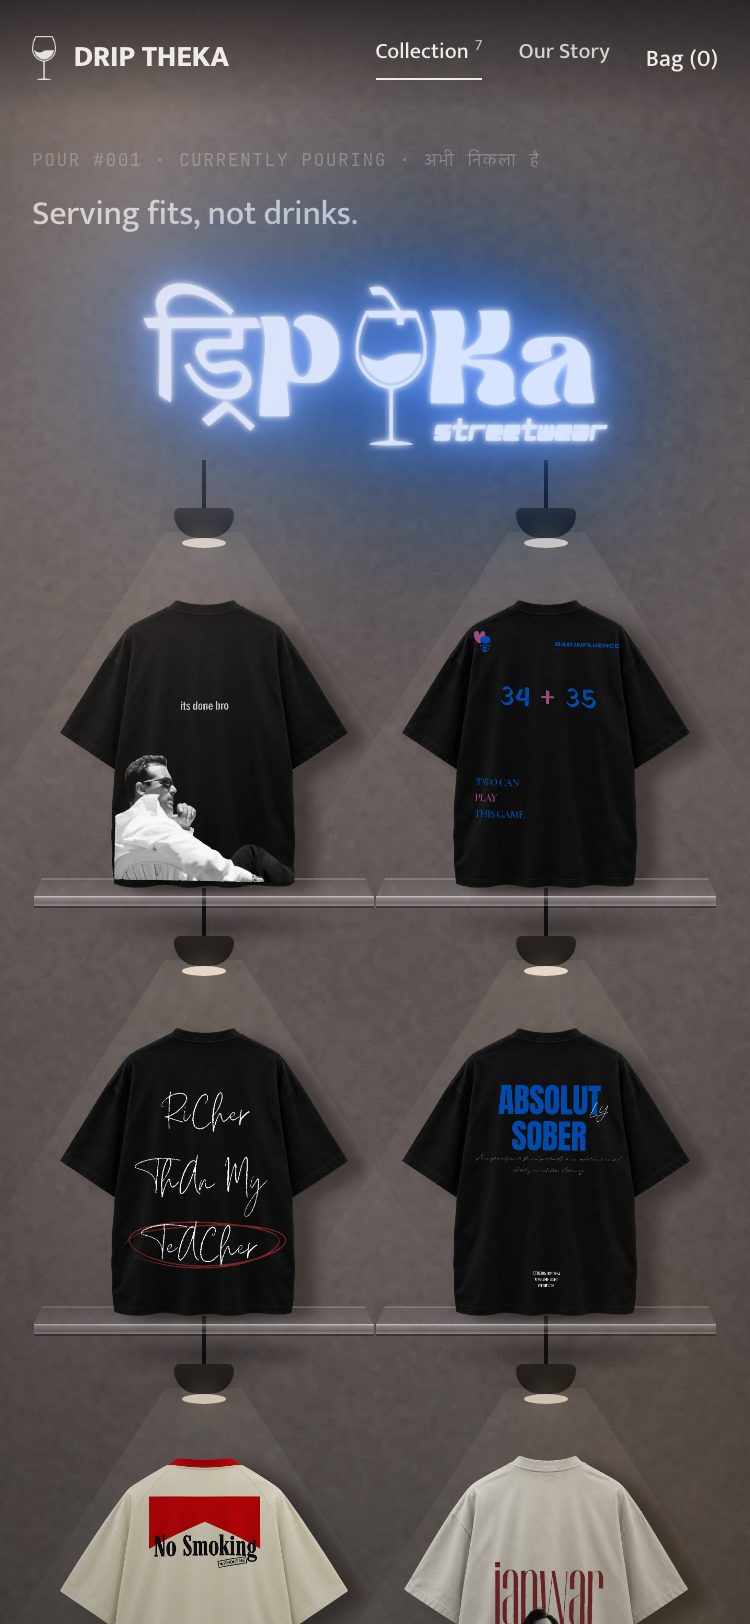 DRIP THEKA
Collection 7
Our Story
Bag (0)
POUR #001 · CURRENTLY POURING · अभी निकला है
Serving fits, not drinks.
ड्रिp Ka
streetwear
its done bro
BAD INFLUENCE
34 + 35
TWO CAN
PLAY
THIS GAME
RiCher
ThAn My
TeaCher
ABSOLUT
ly
SOBER
No Smoking
janwar